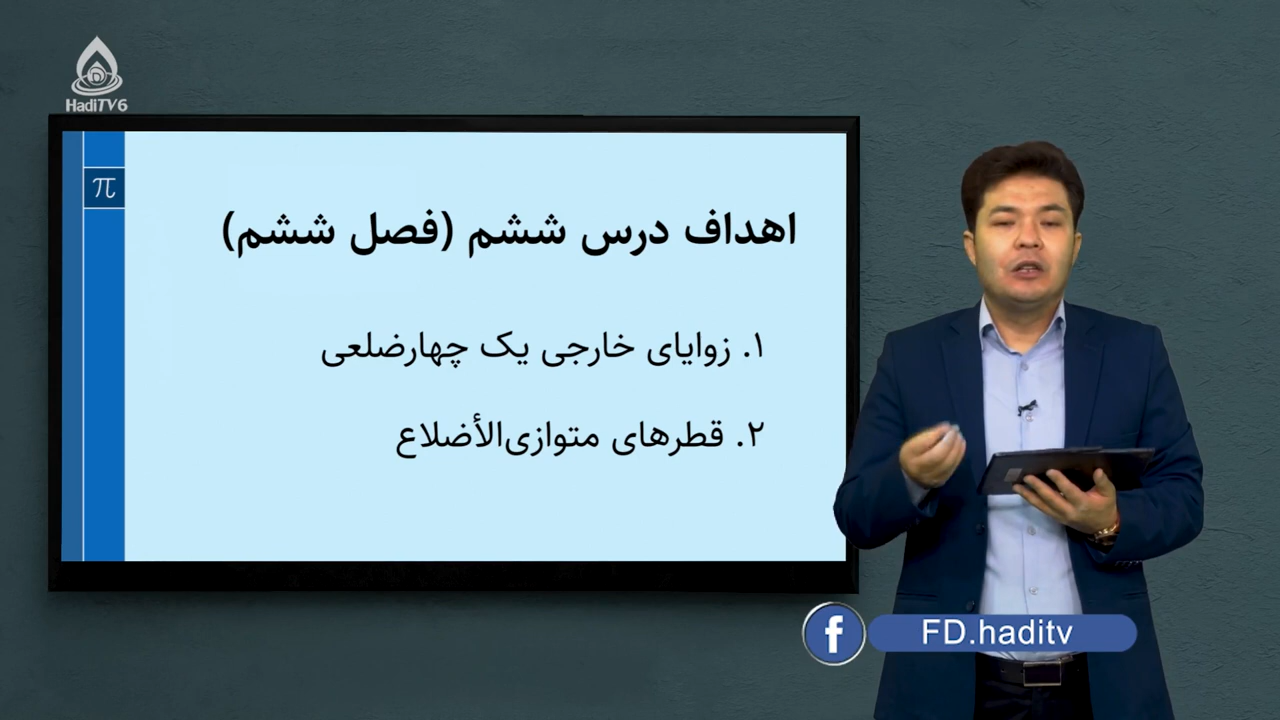 HadiTV6
π
اهداف درس ششم (فصل ششم)
۱. زوایای خارجی یک چهارضلعی
۲. قطرهای متوازی‌الأضلاع
f FD.haditv